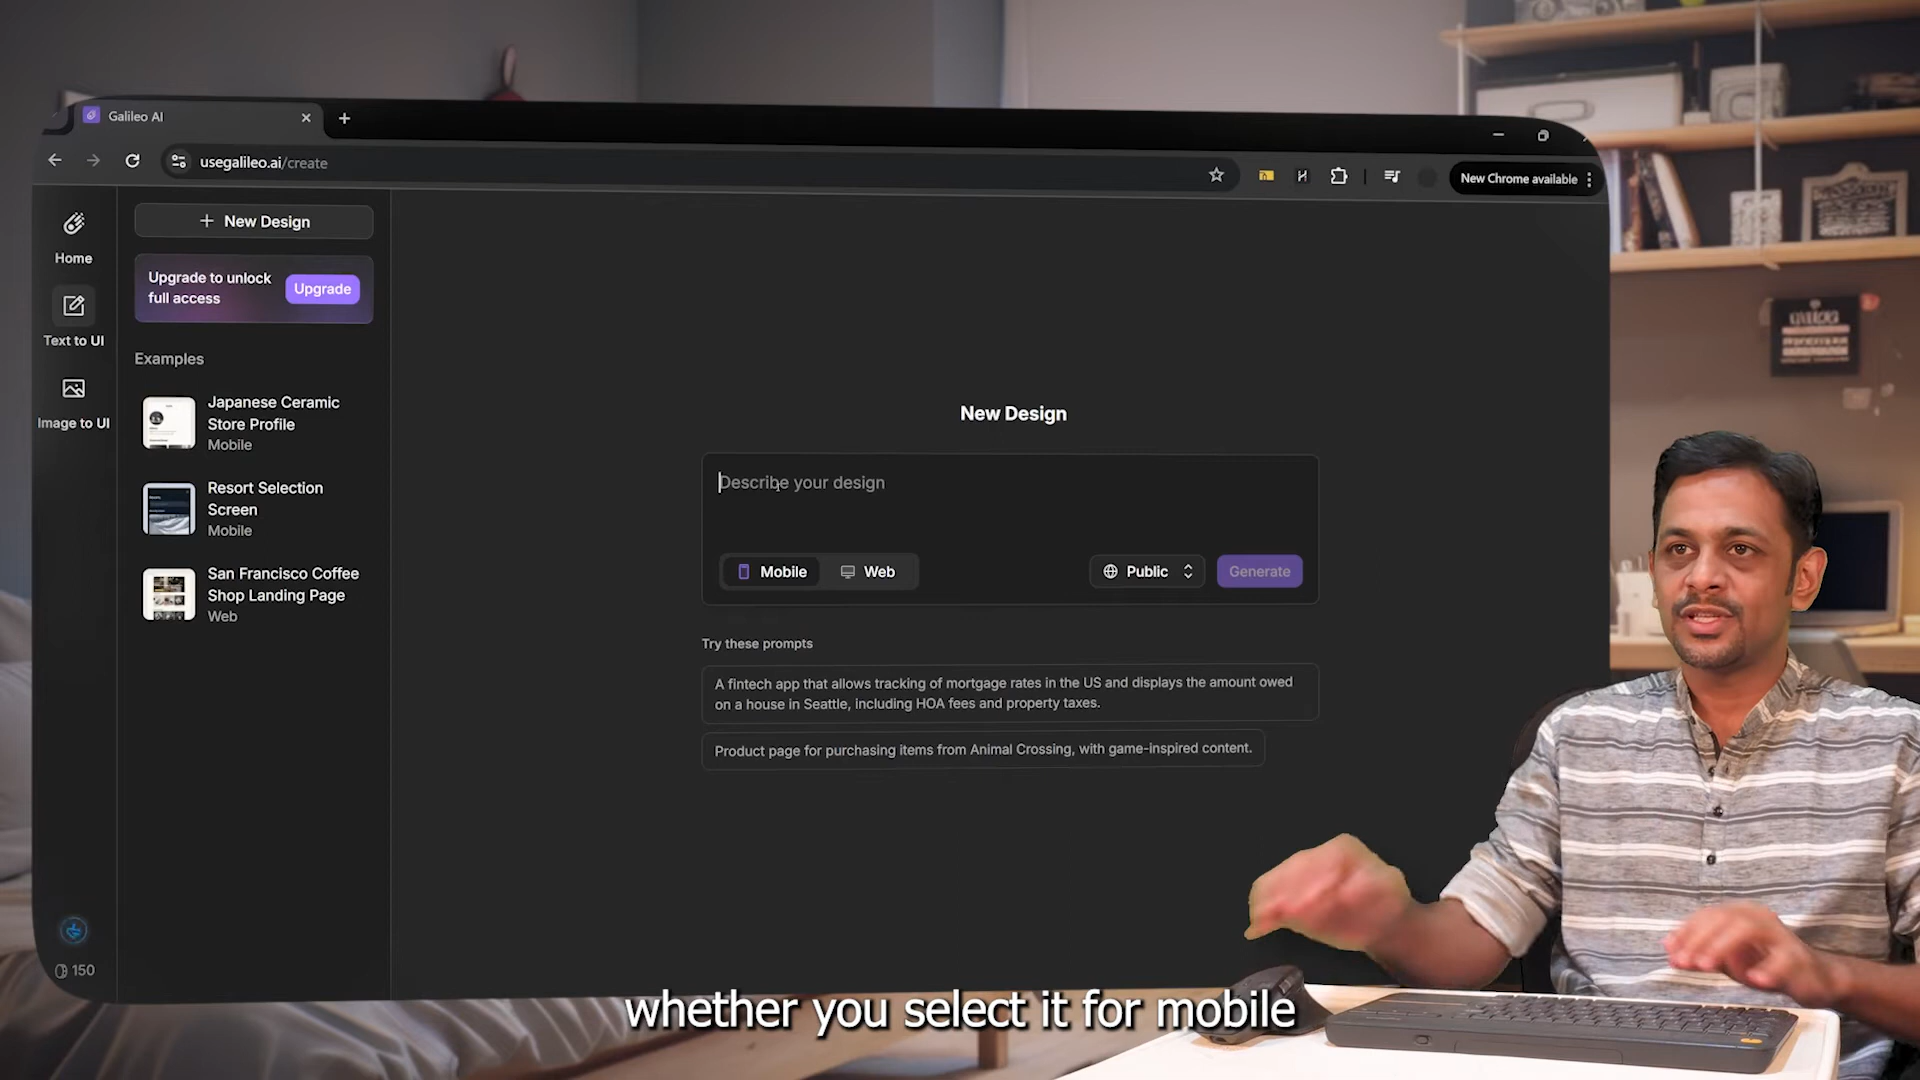 Galileo AI
usegalileo.ai/create
New Chrome available
Home
Text to UI
Image to UI
150
+ New Design
Upgrade to unlock
full access
Upgrade
Examples
Japanese Ceramic
Store Profile
Mobile
Resort Selection
Screen
Mobile
San Francisco Coffee
Shop Landing Page
Web
New Design
Describe your design
Mobile
Web
Public
Generate
Try these prompts
A fintech app that allows tracking of mortgage rates in the US and displays the amount owed
on a house in Seattle, including HOA fees and property taxes.
Product page for purchasing items from Animal Crossing, with game-inspired content.
whether you select it for mobile